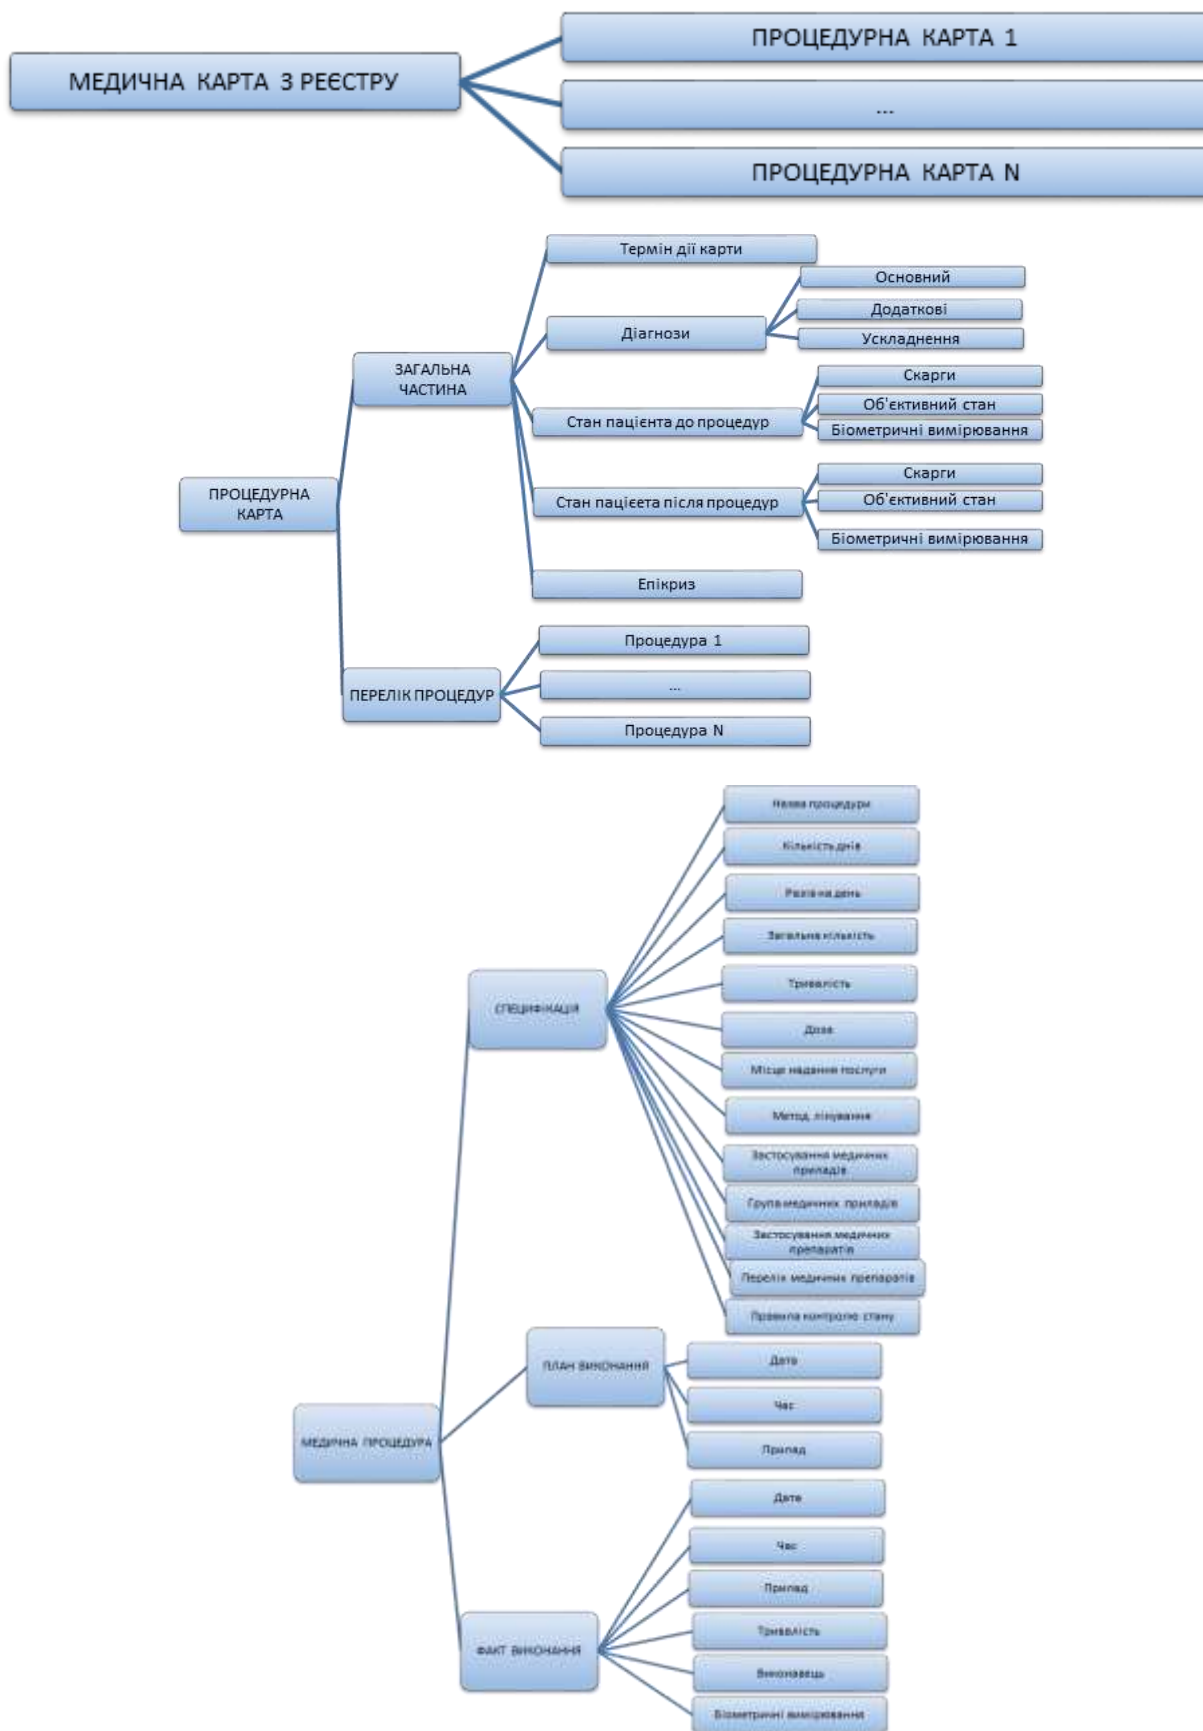 МЕДИЧНА КАРТА З РЕЄСТРУ
ПРОЦЕДУРНА КАРТА 1
...
ПРОЦЕДУРНА КАРТА N
ПРОЦЕДУРНА
КАРТА
ЗАГАЛЬНА
ЧАСТИНА
Термін дії карти
Діагнози
Основний
Додаткові
Ускладнення
Стан пацієнта до процедур
Скарги
Об'єктивний стан
Біометричні вимірювання
Стан пацієета після процедур
Скарги
Об'єктивний стан
Біометричні вимірювання
Епікриз
ПЕРЕЛІК ПРОЦЕДУР
Процедура 1
...
Процедура N
МЕДИЧНА ПРОЦЕДУРА
СПЕЦИФІКАЦІЯ
Назва процедури
Кількість днів
Разів на день
Загальна кількість
Тривалість
Доза
Місце надання послуги
Метод лікування
Застосування медичних
приладів
Група медичних приладів
Застосування медичних
препаратів
Перелік медичних препаратів
Правила контролю стану
ПЛАН ВИКОНАННЯ
Дата
Час
Прилад
ФАКТ ВИКОНАННЯ
Дата
Час
Прилад
Тривалість
Виконавець
Біометричні вимірювання